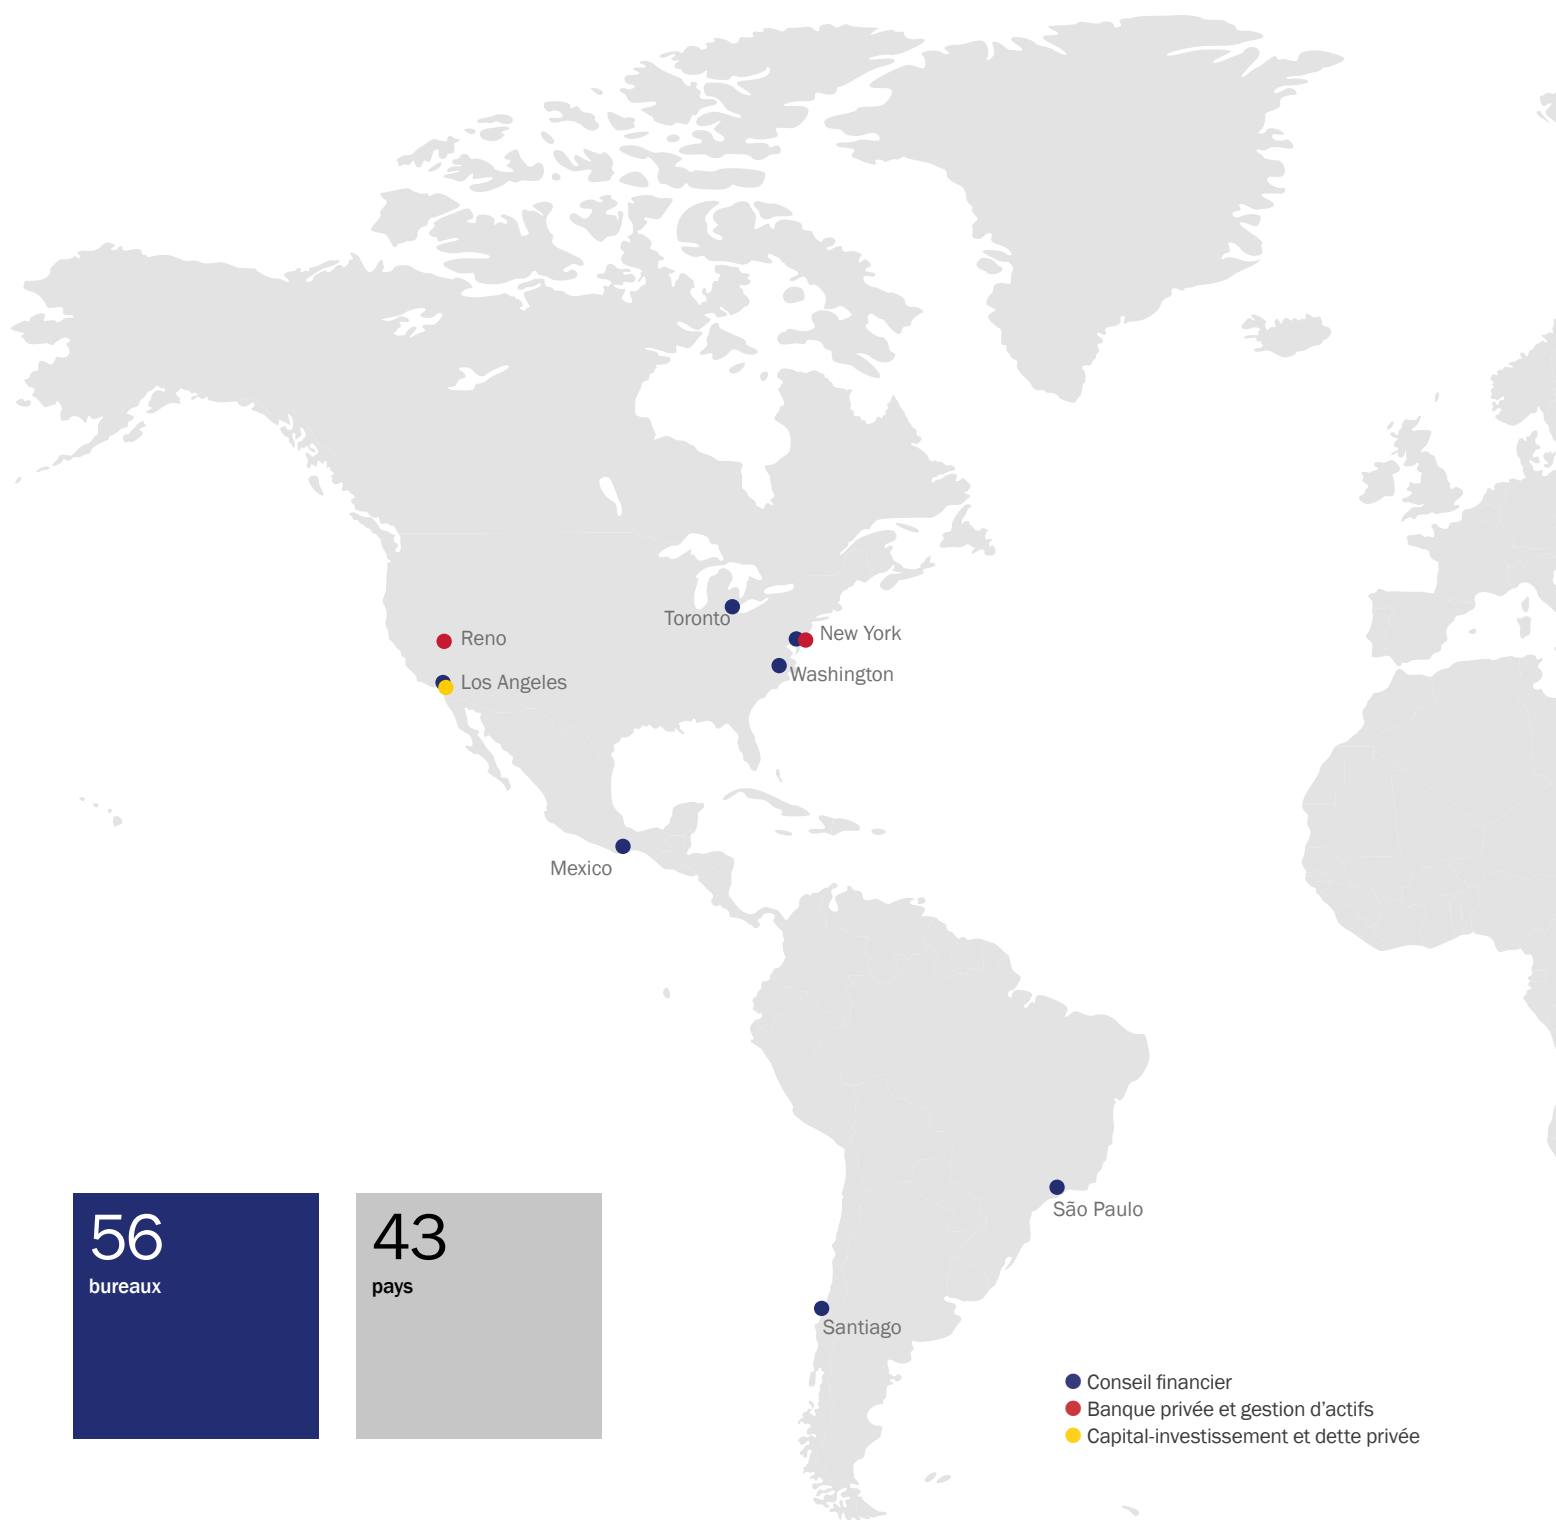 Toronto
New York
Reno
Washington
Los Angeles
Mexico
São Paulo
56
bureaux
43
pays
Santiago
Conseil financier
Banque privée et gestion d’actifs
Capital-investissement et dette privée